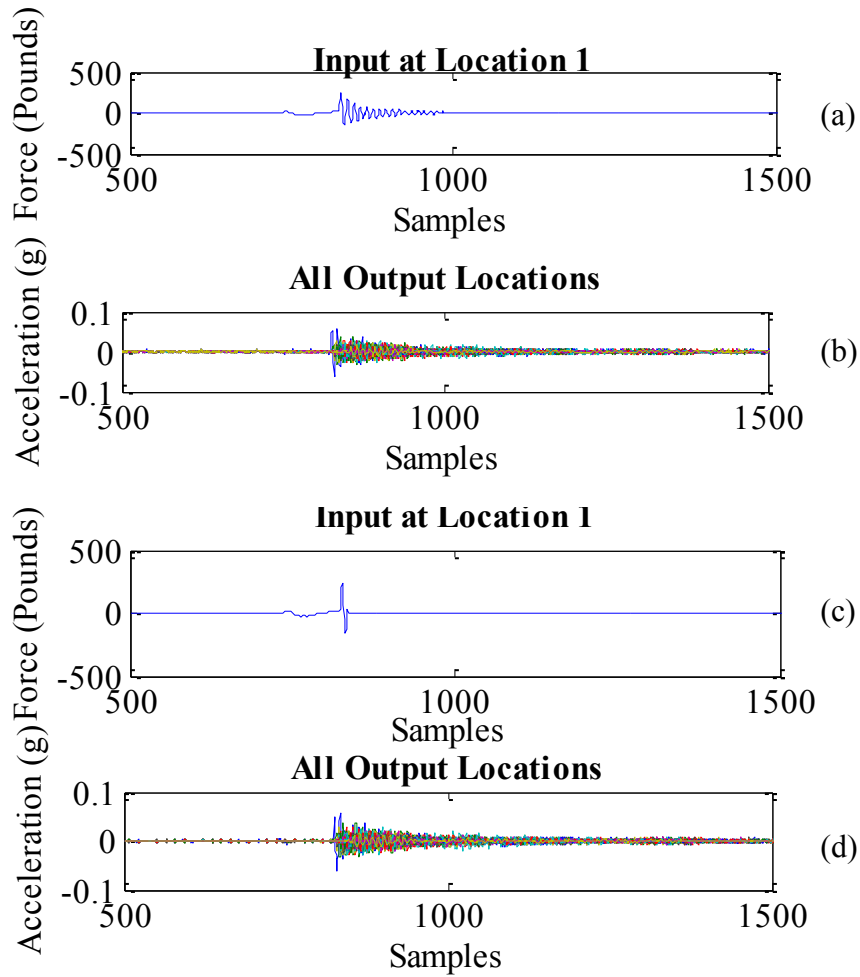 Input at Location 1
Force (Pounds)
500
0
-500
500
1000
1500
Samples
(a)
All Output Locations
Acceleration (g)
0.1
0
-0.1
500
1000
1500
Samples
(b)
Input at Location 1
Force (Pounds)
500
0
-500
500
1000
1500
Samples
(c)
All Output Locations
Acceleration (g)
0.1
0
-0.1
500
1000
1500
Samples
(d)